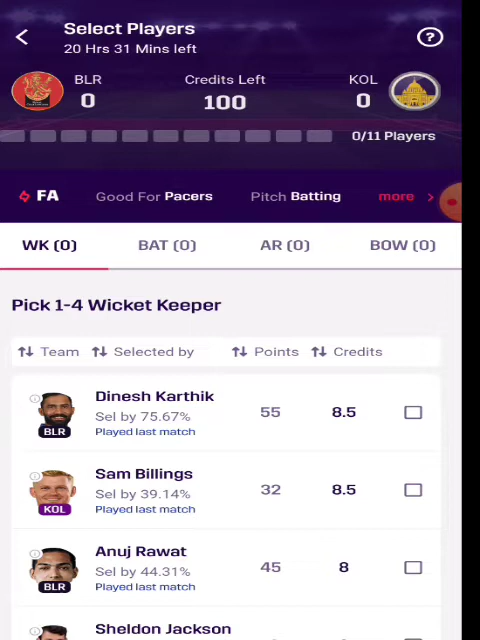 Select Players
20 Hrs 31 Mins left
?
BLR
Credits Left
KOL
0
100
0
0/11 Players
FA
Good For Pacers
Pitch Batting
more
WK (0)
BAT (0)
AR (0)
BOW (0)
Pick 1-4 Wicket Keeper
Team
Selected by
Points
Credits
Dinesh Karthik
Sel by 75.67%
55
8.5
Played last match
BLR
Sam Billings
Sel by 39.14%
32
8.5
Played last match
KOL
Anuj Rawat
Sel by 44.31%
45
8
Played last match
BLR
Sheldon Jackson